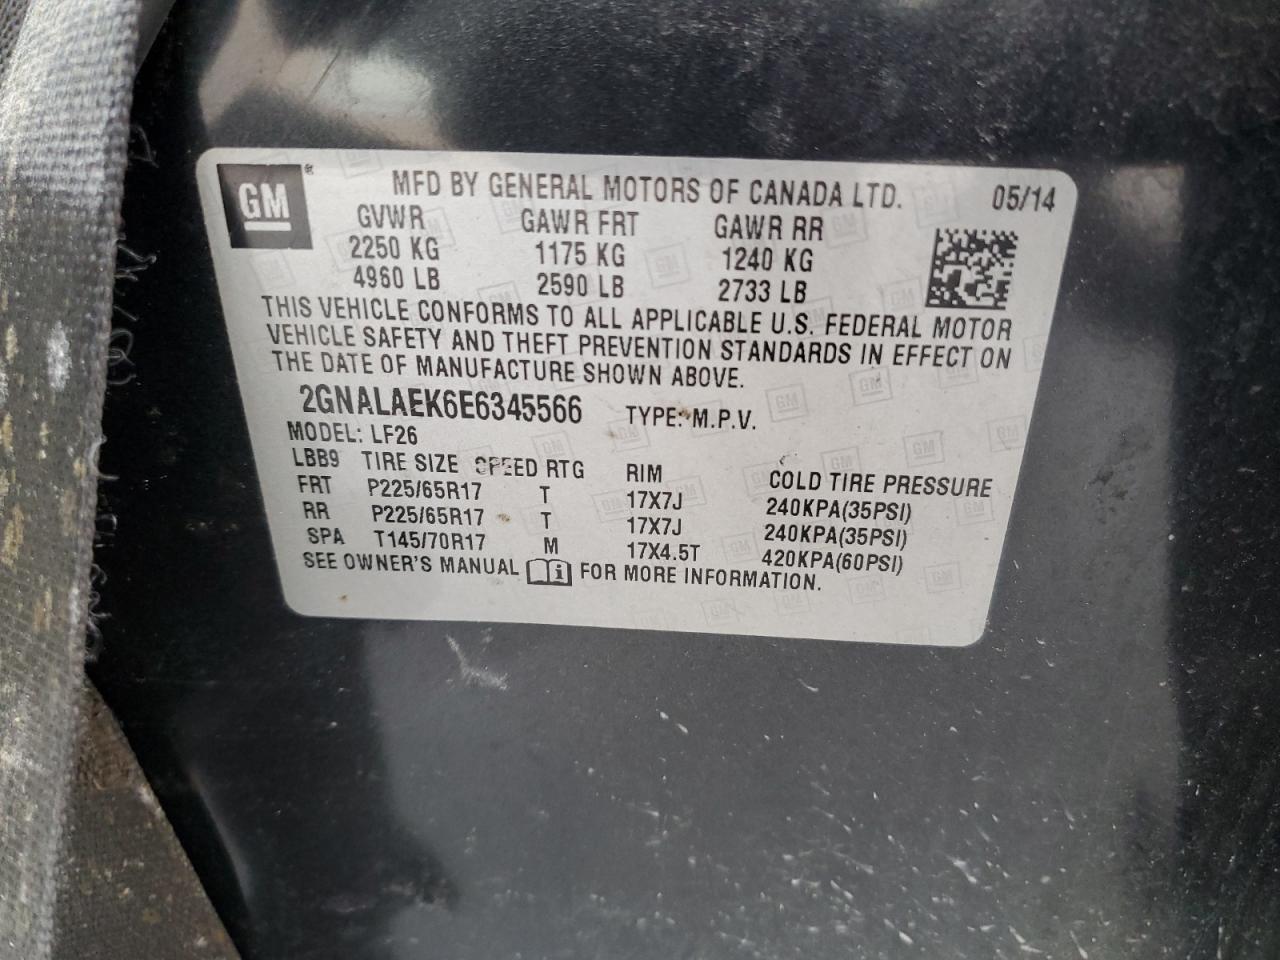 GM® MFD BY GENERAL MOTORS OF CANADA LTD. 05/14
GVWR GAWR FRT GAWR RR
2250 KG 1175 KG 1240 KG
4960 LB 2590 LB 2733 LB
THIS VEHICLE CONFORMS TO ALL APPLICABLE U.S. FEDERAL MOTOR
VEHICLE SAFETY AND THEFT PREVENTION STANDARDS IN EFFECT ON
THE DATE OF MANUFACTURE SHOWN ABOVE.
2GNALAEK6E6345566 TYPE: M.P.V.
MODEL: LF26
LBB9 TIRE SIZE SPEED RTG RIM COLD TIRE PRESSURE
FRT P225/65R17 T 17X7J 240KPA(35PSI)
RR P225/65R17 T 17X7J 240KPA(35PSI)
SPA T145/70R17 M 17X4.5T 420KPA(60PSI)
SEE OWNER'S MANUAL i FOR MORE INFORMATION.